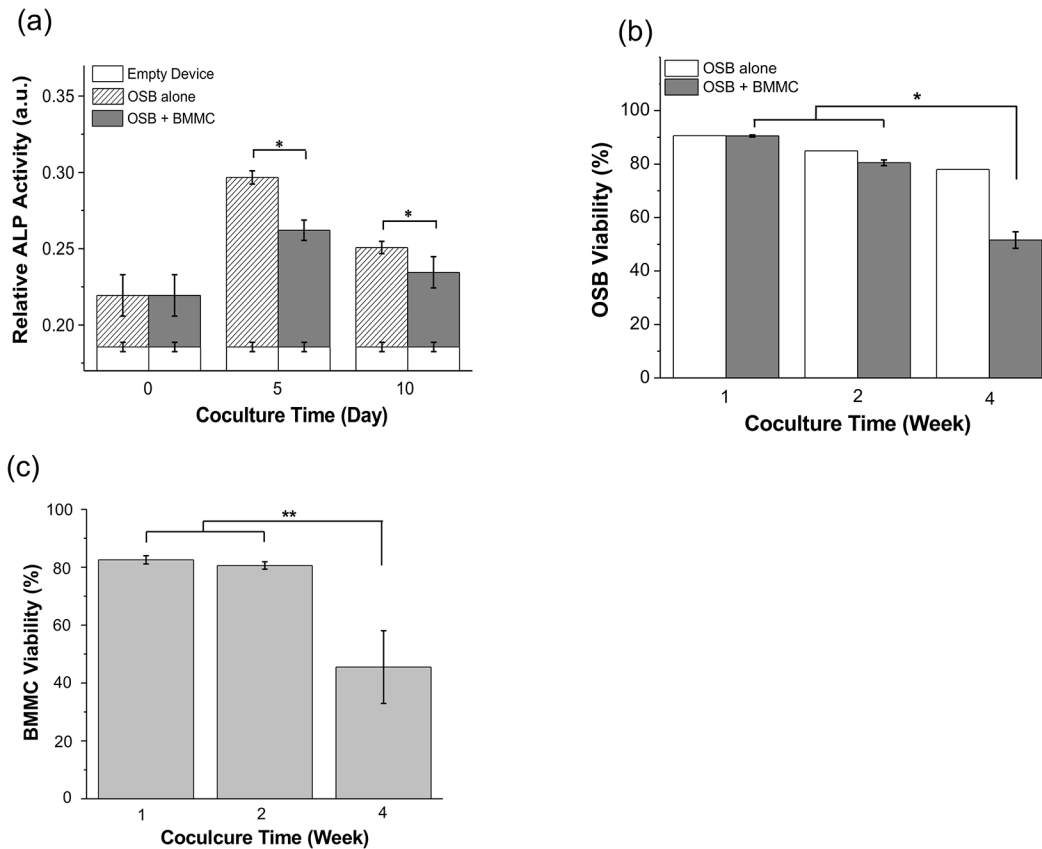 (a)
Relative ALP Activity (a.u.)
0.35
0.30
0.25
0.20
Empty Device
OSB alone
OSB + BMMC
*
*
0 5 10
Coculture Time (Day)
(b)
OSB Viability (%)
100
80
60
40
20
0
OSB alone
OSB + BMMC
*
1 2 4
Coculture Time (Week)
(c)
BMMC Viability (%)
100
80
60
40
20
0
**
1 2 4
Coculcure Time (Week)